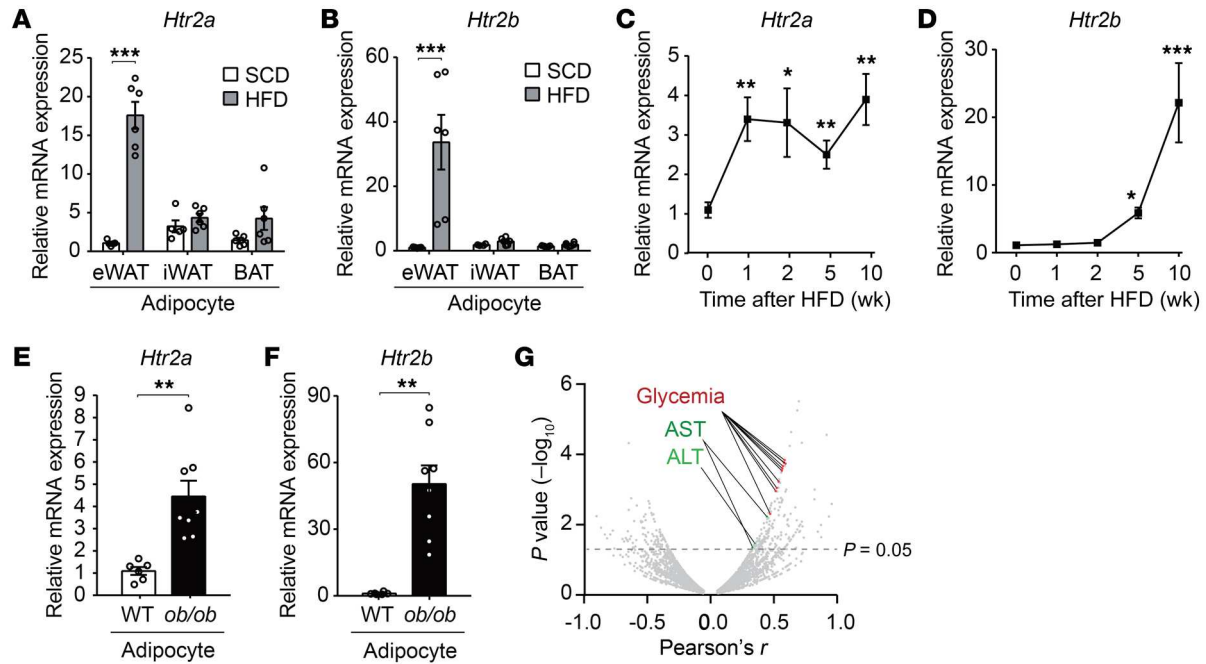 A
Htr2a
Relative mRNA expression
25
20
15
10
5
0
***
SCD
HFD
eWAT iWAT BAT
Adipocyte
B
Htr2b
Relative mRNA expression
60
40
20
0
***
SCD
HFD
eWAT iWAT BAT
Adipocyte
C
Htr2a
Relative mRNA expression
5
4
3
2
1
0
** * ** **
0 1 2 5 10
Time after HFD (wk)
D
Htr2b
Relative mRNA expression
30
20
10
0
* ***
0 1 2 5 10
Time after HFD (wk)
E
Htr2a
Relative mRNA expression
9
8
7
6
5
4
3
2
1
0
**
WT ob/ob
Adipocyte
F
Htr2b
Relative mRNA expression
90
60
30
0
**
WT ob/ob
Adipocyte
G
P value (–log10)
6
4
2
0
Glycemia
AST
ALT
P = 0.05
-1.0 -0.5 00.0 0.5 1.0
Pearson's r